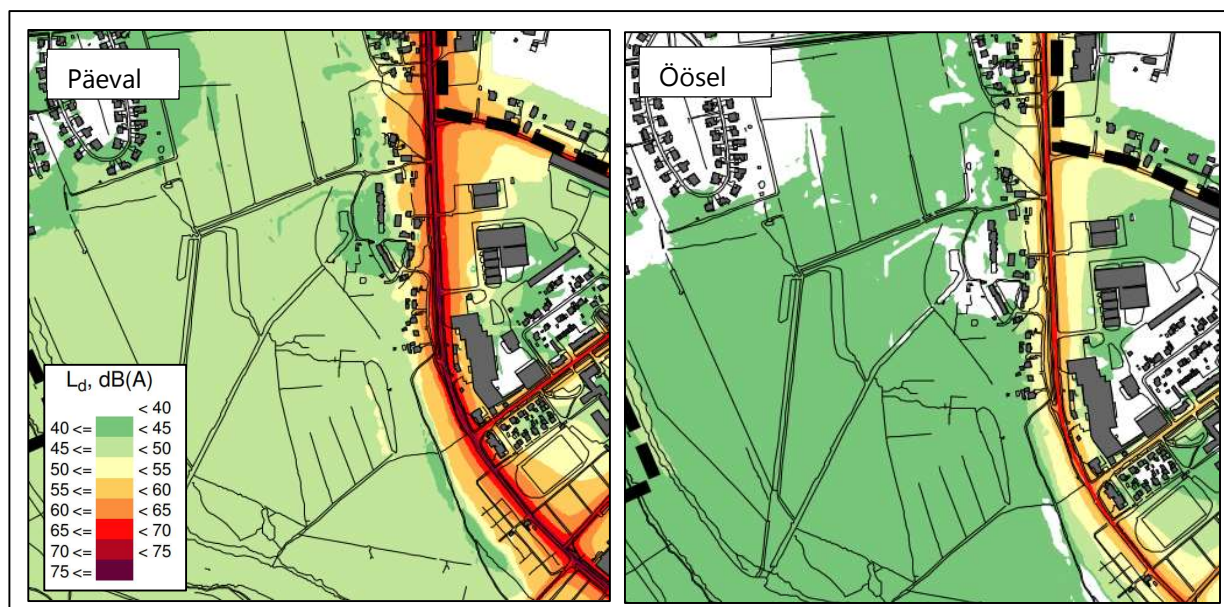 Päeval
Öösel
L_d, dB(A)
< 40
40 <= < 45
45 <= < 50
50 <= < 55
55 <= < 60
60 <= < 65
65 <= < 70
70 <= < 75
75 <=